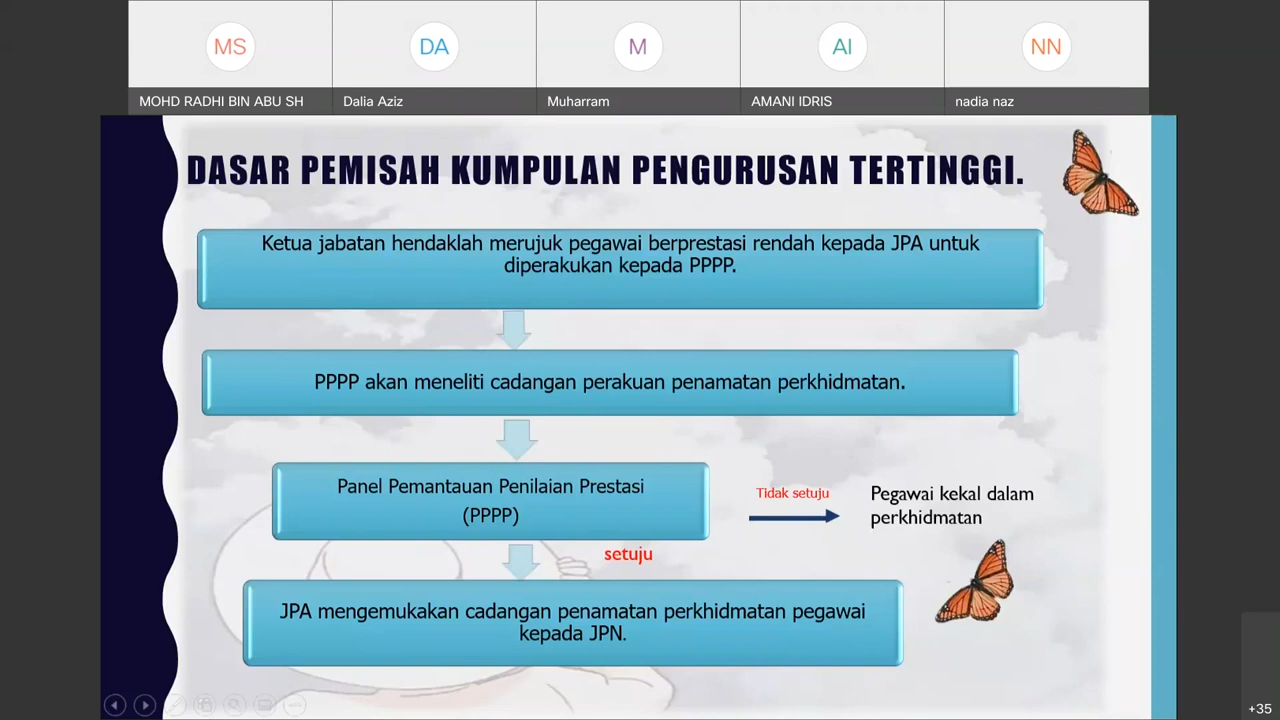 MS
DA
M
AI
NN
MOHD RADHI BIN ABU SH
Dalia Aziz
Muharram
AMANI IDRIS
nadia naz
DASAR PEMISAH KUMPULAN PENGURUSAN TERTINGGI.
Ketua jabatan hendaklah merujuk pegawai berprestasi rendah kepada JPA untuk
diperakukan kepada PPPP.
PPPP akan meneliti cadangan perakuan penamatan perkhidmatan.
Panel Pemantauan Penilaian Prestasi
(PPPP)
Tidak setuju
Pegawai kekal dalam
perkhidmatan
setuju
JPA mengemukakan cadangan penamatan perkhidmatan pegawai
kepada JPN.
+35